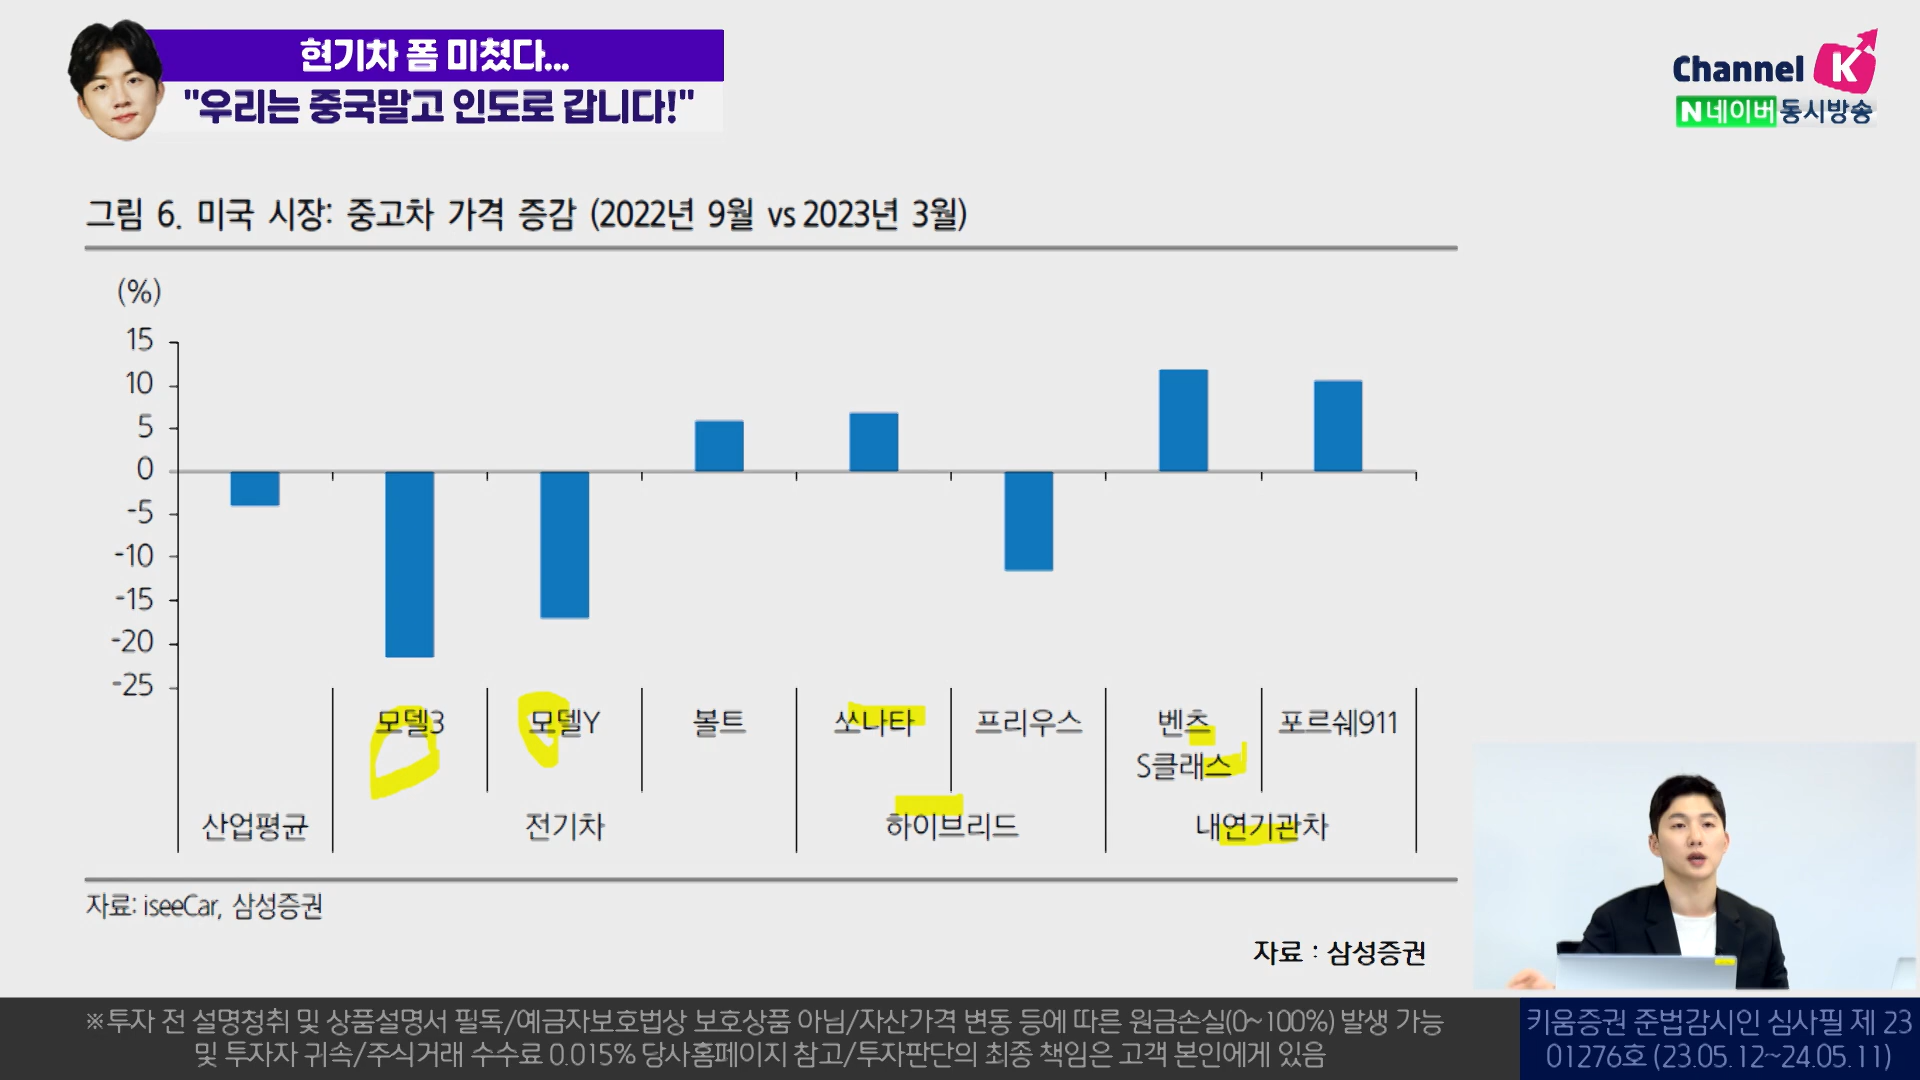 현기차 폼 미쳤다...
"우리는 중국말고 인도로 갑니다!"
Channel K
N 네이버 동시방송
그림 6. 미국 시장: 중고차 가격 증감 (2022년 9월 vs 2023년 3월)
(%)
15
10
5
0
-5
-10
-15
-20
-25
모델3 모델Y 볼트 쏘나타 프리우스 벤츠 포르쉐911
S클래스
산업평균 전기차 하이브리드 내연기관차
자료: iseeCar, 삼성증권
자료 : 삼성증권
※투자 전 설명청취 및 상품설명서 필독/예금자보호법상 보호상품 아님/자산가격 변동 등에 따른 원금손실(0~100%) 발생 가능
및 투자자 귀속/주식거래 수수료 0.015% 당사홈페이지 참고/투자판단의 최종 책임은 고객 본인에게 있음
키움증권 준법감시인 심사필 제 23
01276호 (23.05.12~24.05.11)